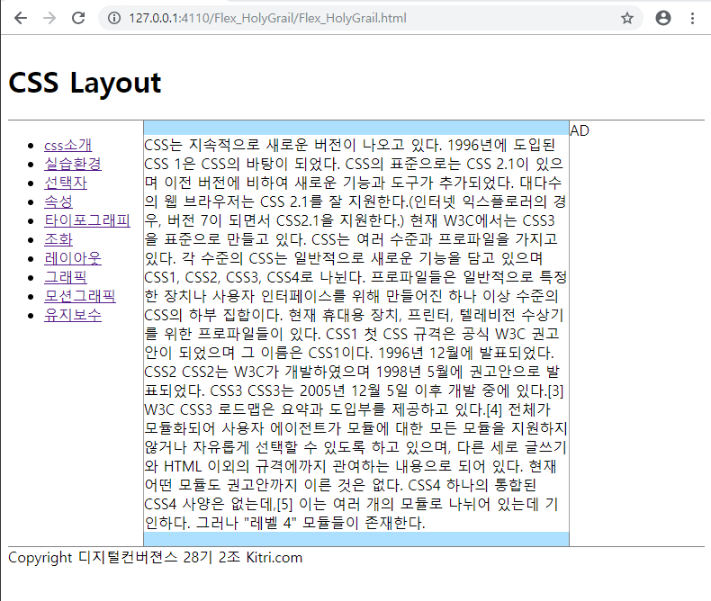 127.0.0.1:4110/Flex_HolyGrail/Flex_HolyGrail.html
CSS Layout
css소개
실습환경
선택자
속성
타이포그래피
조화
레이아웃
그래픽
모션그래픽
유지보수
CSS는 지속적으로 새로운 버전이 나오고 있다. 1996년에 도입된
CSS 1은 CSS의 바탕이 되었다. CSS의 표준으로는 CSS 2.1이 있으
며 이전 버전에 비하여 새로운 기능과 도구가 추가되었다. 대다수
의 웹 브라우저는 CSS 2.1를 잘 지원한다.(인터넷 익스플로러의 경
우, 버전 7이 되면서 CSS2.1을 지원한다.) 현재 W3C에서는 CSS3
을 표준으로 만들고 있다. CSS는 여러 수준과 프로파일을 가지고
있다. 각 수준의 CSS는 일반적으로 새로운 기능을 담고 있으며
CSS1, CSS2, CSS3, CSS4로 나뉜다. 프로파일들은 일반적으로 특정
한 장치나 사용자 인터페이스를 위해 만들어진 하나 이상 수준의
CSS의 하부 집합이다. 현재 휴대용 장치, 프린터, 텔레비전 수상기
를 위한 프로파일들이 있다. CSS1 첫 CSS 규격은 공식 W3C 권고
안이 되었으며 그 이름은 CSS1이다. 1996년 12월에 발표되었다.
CSS2 CSS2는 W3C가 개발하였으며 1998년 5월에 권고안으로 발
표되었다. CSS3 CSS3는 2005년 12월 5일 이후 개발 중에 있다.[3]
W3C CSS3 로드맵은 요약과 도입부를 제공하고 있다.[4] 전체가
모듈화되어 사용자 에이전트가 모듈에 대한 모든 모듈을 지원하지
않거나 자유롭게 선택할 수 있도록 하고 있으며, 다른 세로 글쓰기
와 HTML 이외의 규격에까지 관여하는 내용으로 되어 있다. 현재
어떤 모듈도 권고안까지 이른 것은 없다. CSS4 하나의 통합된
CSS4 사양은 없는데,[5] 이는 여러 개의 모듈로 나뉘어 있는데 기
인하다. 그러나 "레벨 4" 모듈들이 존재한다.
AD
Copyright 디지털컨버젼스 28기 2조 Kitri.com